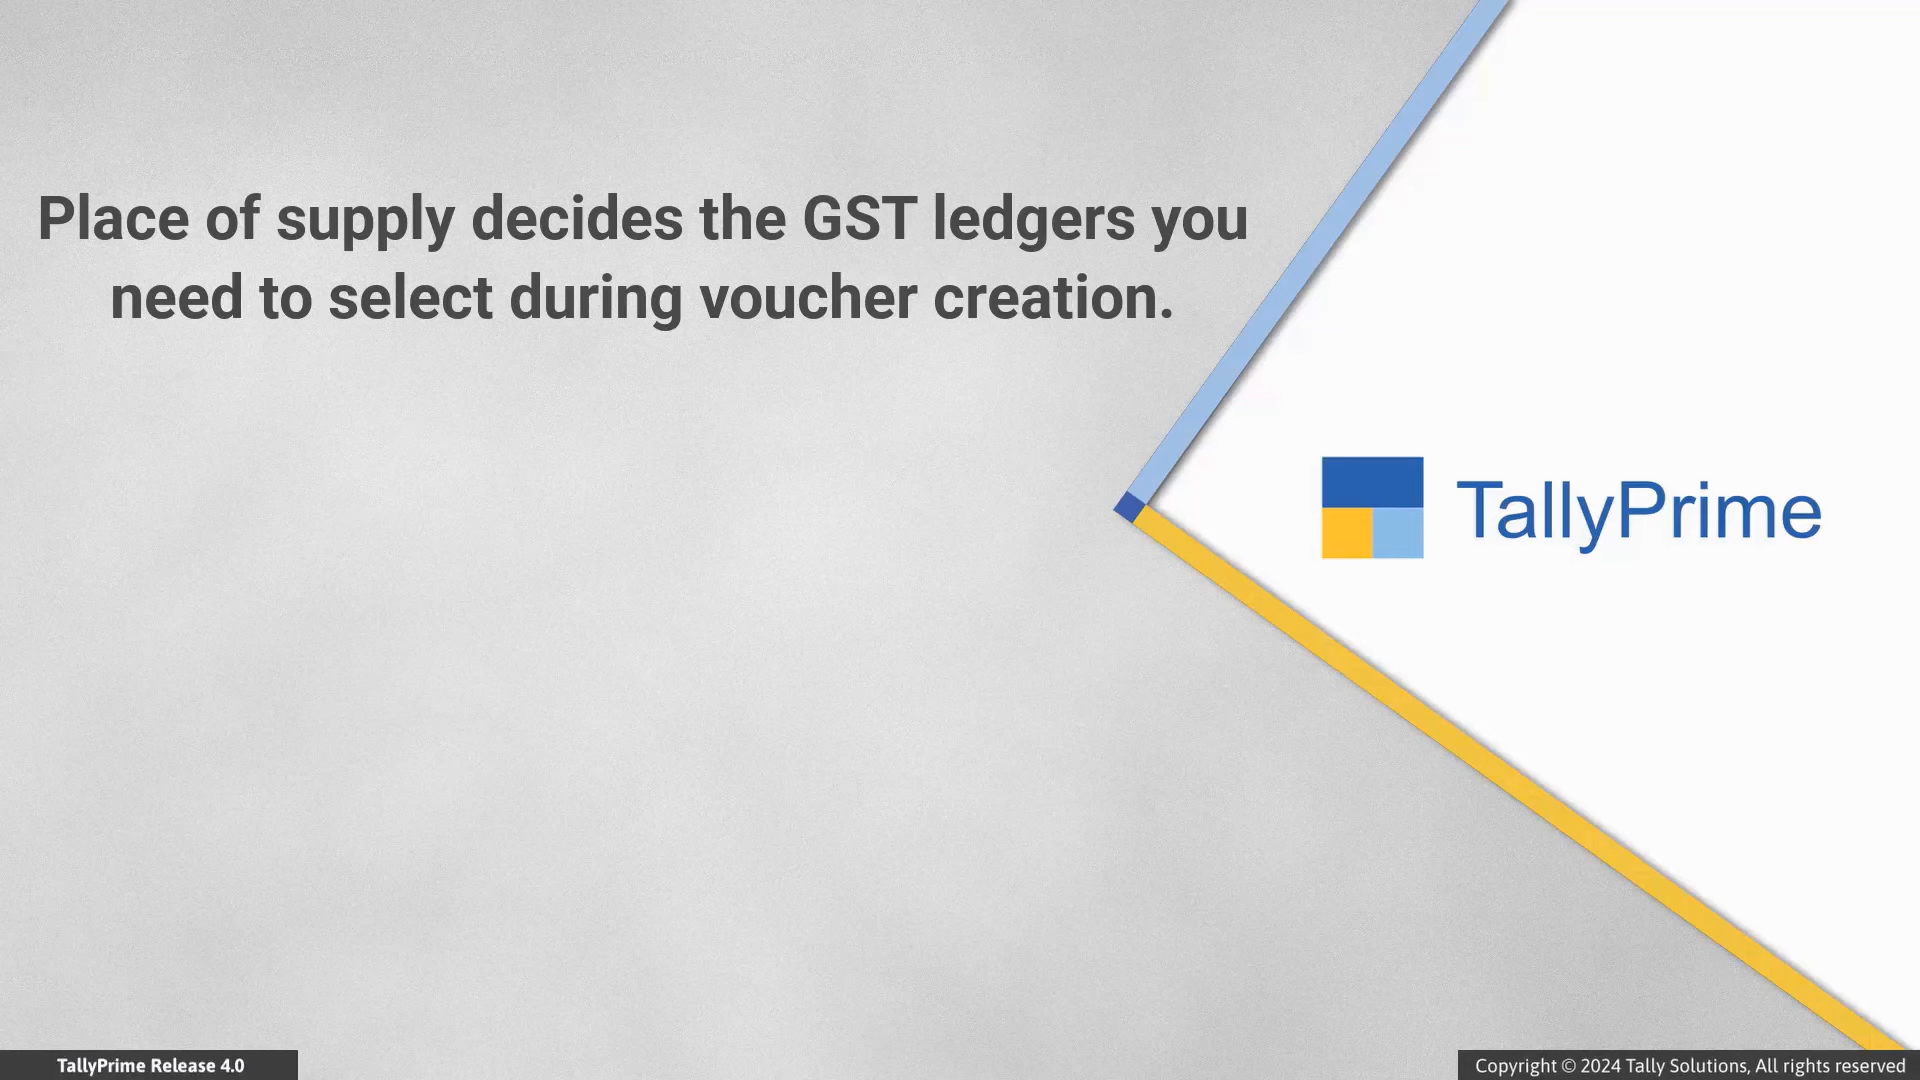 Place of supply decides the GST ledgers you
need to select during voucher creation.
TallyPrime
TallyPrime Release 4.0
Copyright © 2024 Tally Solutions, All rights reserved